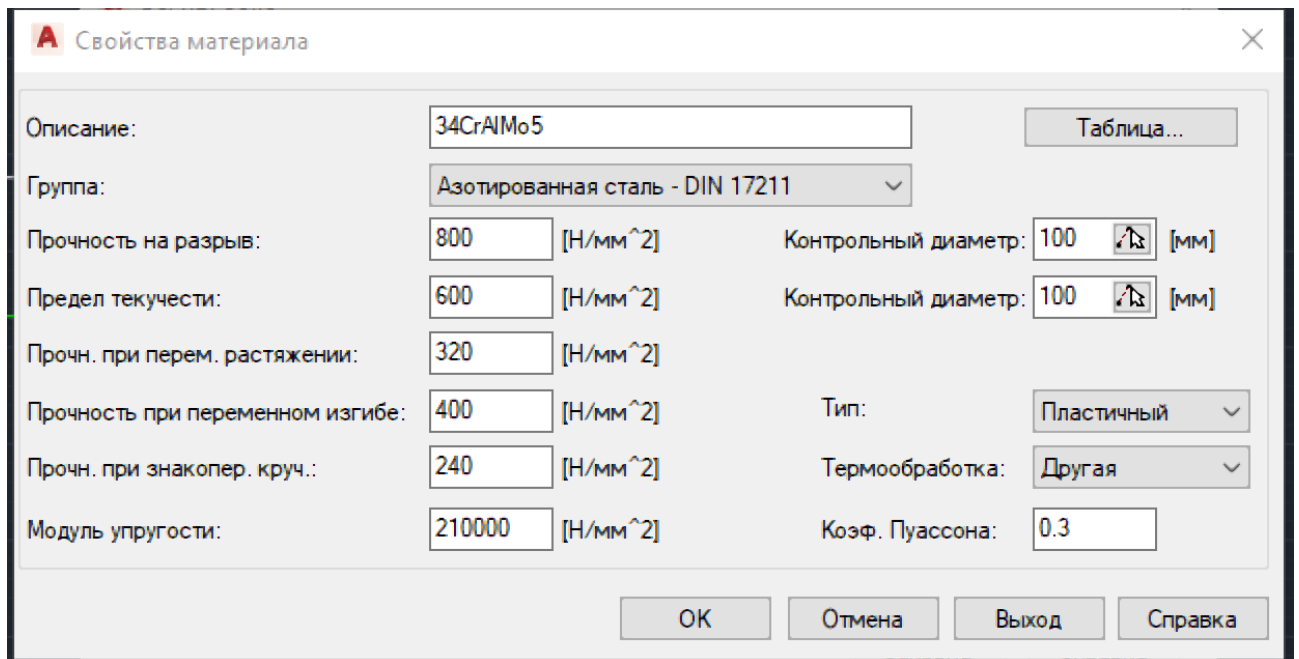 Свойства материала
Описание: 34CrAlMo5 Таблица...
Группа: Азотированная сталь - DIN 17211
Прочность на разрыв: 800 [Н/мм^2] Контрольный диаметр: 100 [мм]
Предел текучести: 600 [Н/мм^2] Контрольный диаметр: 100 [мм]
Прочн. при перем. растяжении: 320 [Н/мм^2]
Прочность при переменном изгибе: 400 [Н/мм^2] Тип: Пластичный
Прочн. при знакопер. круч.: 240 [Н/мм^2] Термообработка: Другая
Модуль упругости: 210000 [Н/мм^2] Коэф. Пуассона: 0.3
ОК Отмена Выход Справка